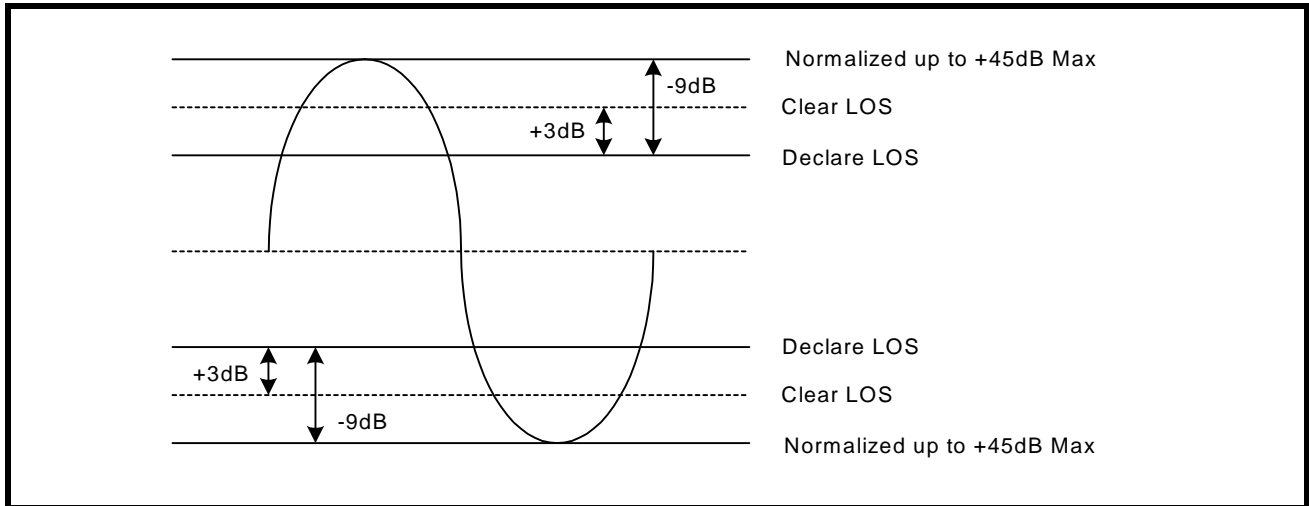 Normalized up to +45dB Max
-9dB
Clear LOS
+3dB
Declare LOS
Declare LOS
+3dB
Clear LOS
-9dB
Normalized up to +45dB Max